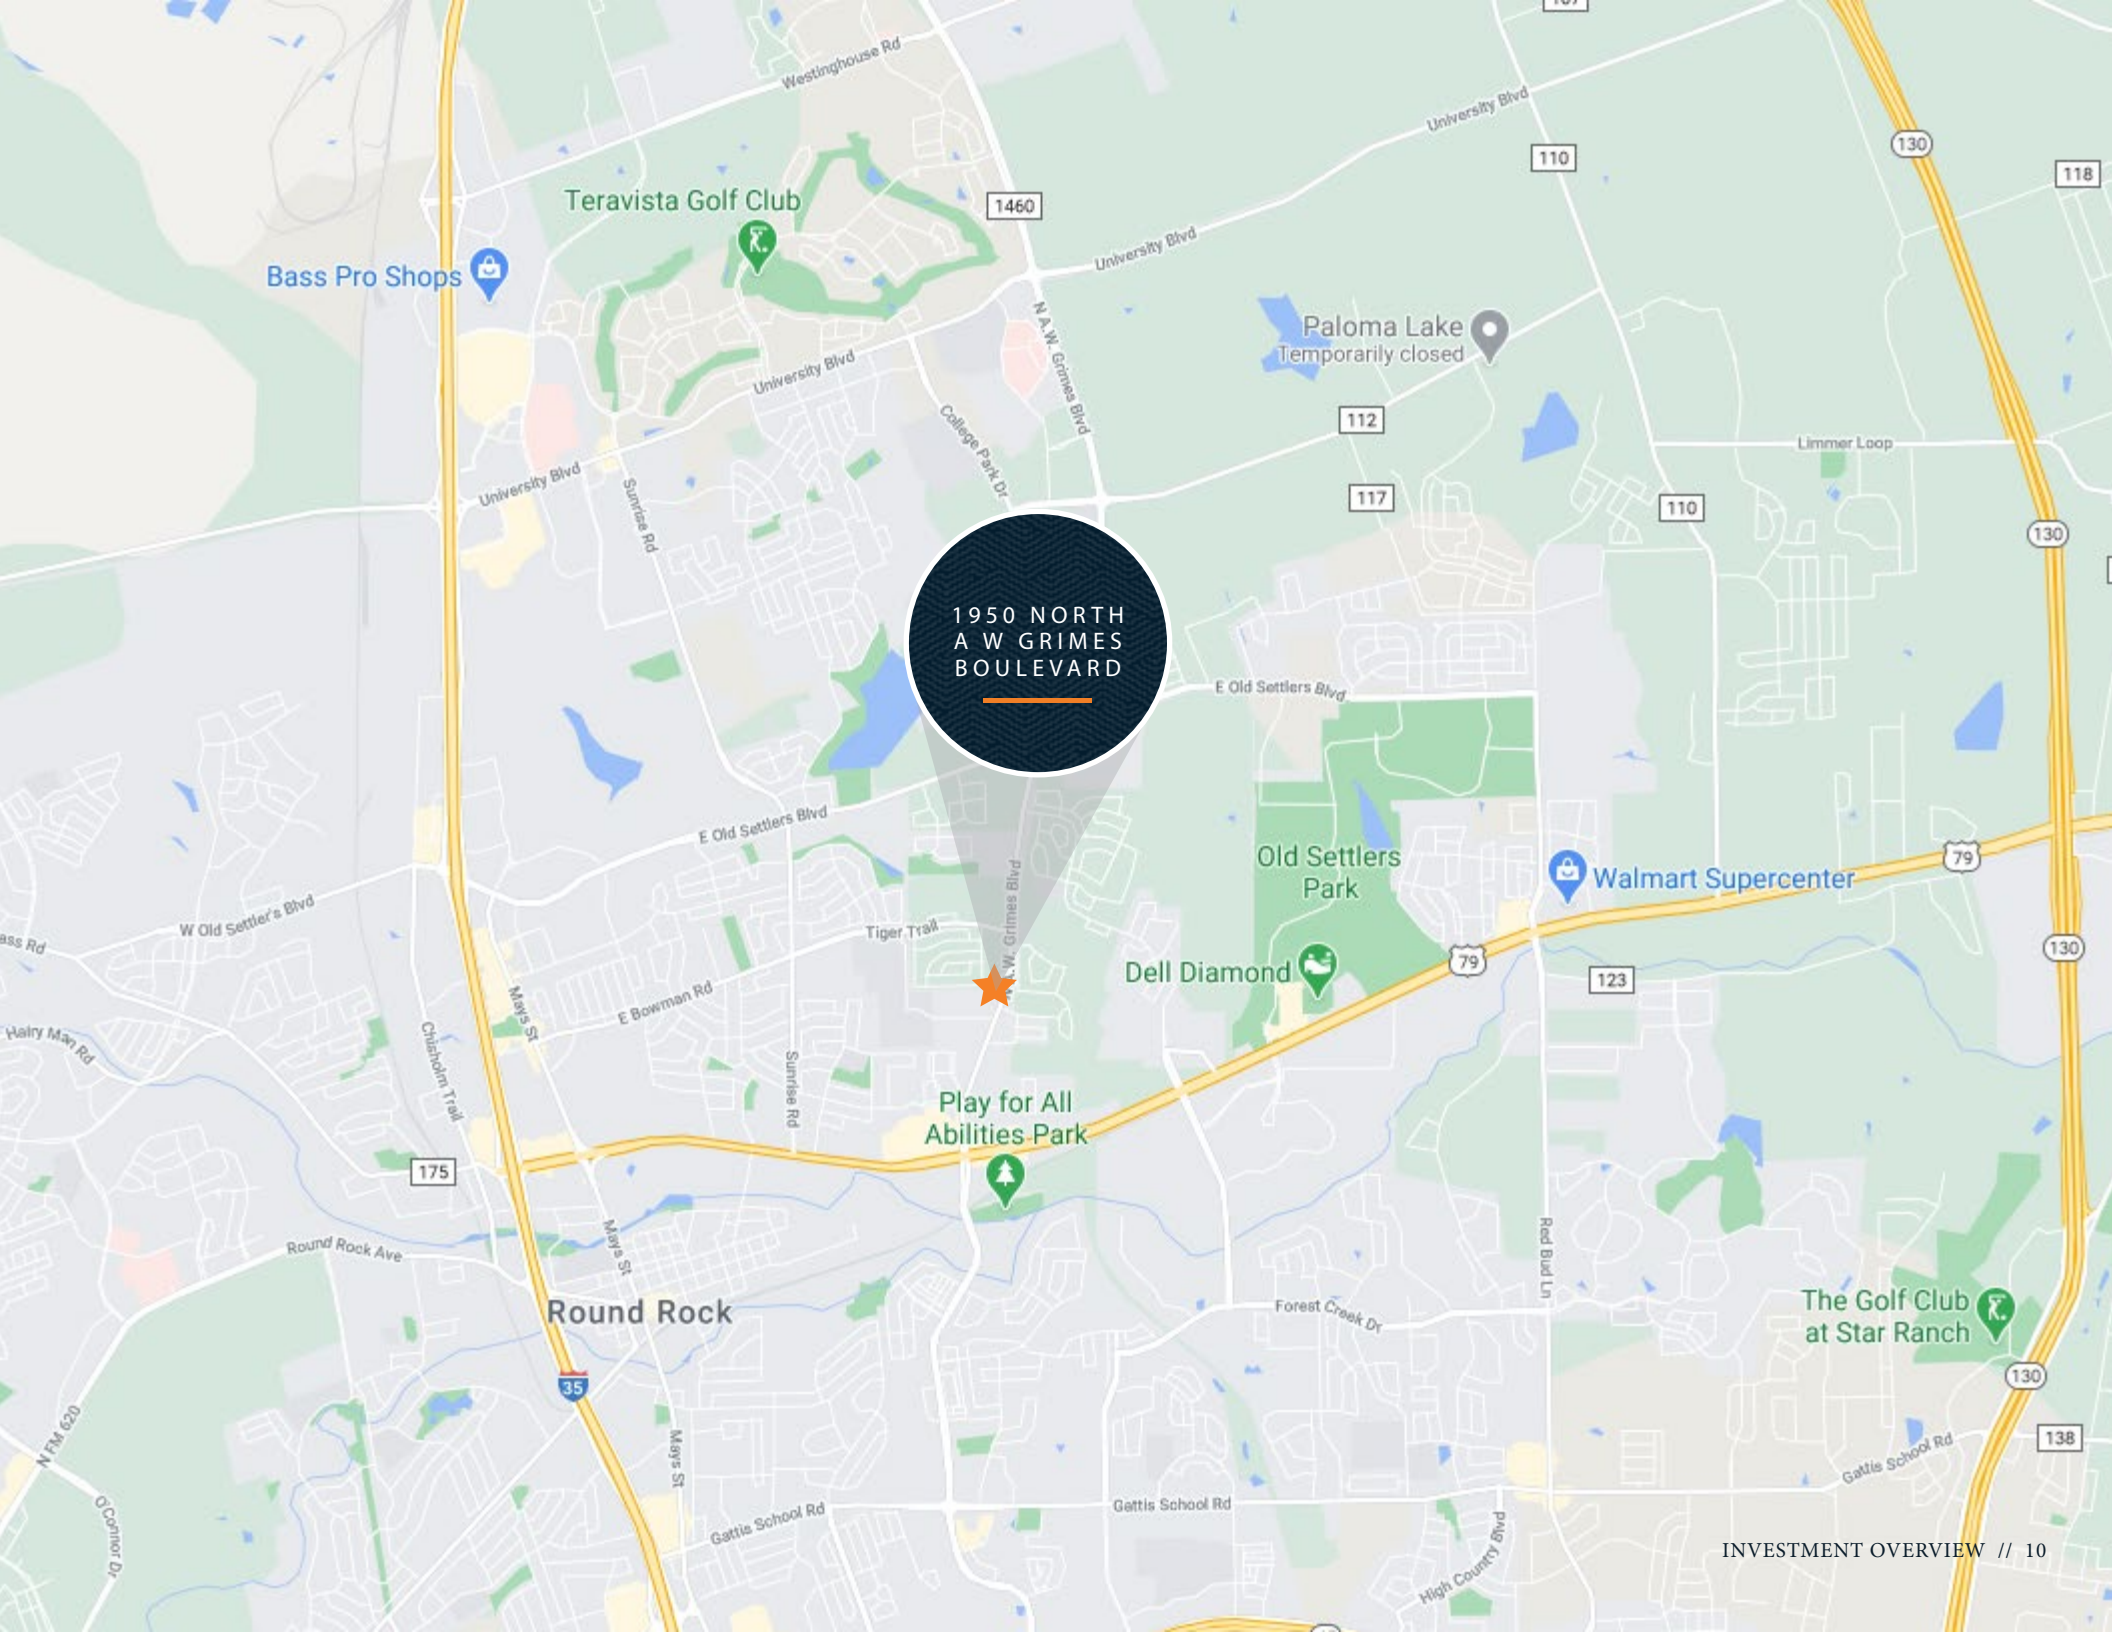 Westinghouse Rd
University Blvd
130
110
118
Teravista Golf Club
1460
University Blvd
Bass Pro Shops
N A.W. Grimes Blvd
Paloma Lake
Temporarily closed
University Blvd
112
College Park Dr
Limmer Loop
University Blvd
Sunrise Rd
117
110
130
1950 NORTH
A W GRIMES
BOULEVARD
E Old Settlers Blvd
E Old Settlers Blvd
Old Settlers
Park
Walmart Supercenter
79
W Old Settler's Blvd
ass Rd
Tiger Trail
A.W. Grimes Blvd
Dell Diamond
79
123
130
Mays St
E Bowman Rd
Hairy Man Rd
Chisholm Trail
Sunrise Rd
Play for All
Abilities Park
175
Mays St
Round Rock Ave
Red Bud Ln
Round Rock
Forest Creek Dr
The Golf Club
at Star Ranch
35
130
N FM 620
Mays St
138
Gattis School Rd
O'Connor Dr
Gattis School Rd
Gattis School Rd
High Country Blvd
INVESTMENT OVERVIEW // 10